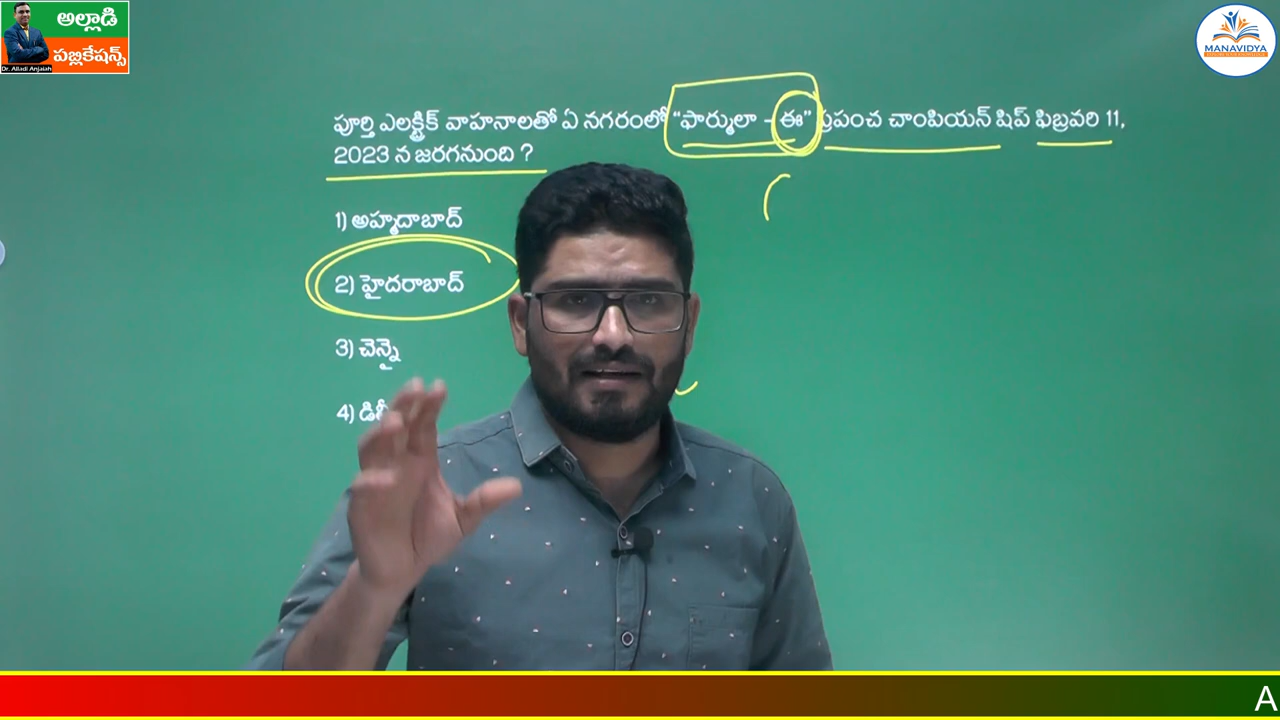 అల్లాడి
పబ్లికేషన్స్
Dr. Alladi Anjaiah
MANAVIDYA
పూర్తి ఎలక్ట్రిక్ వాహనాలతో ఏ నగరంలో "ఫార్ములా - ఈ" ప్రపంచ చాంపియన్ షిప్ ఫిబ్రవరి 11,
2023 న జరగనుంది ?
1) అహ్మదాబాద్
2) హైదరాబాద్
3) చెన్నై
4)
A